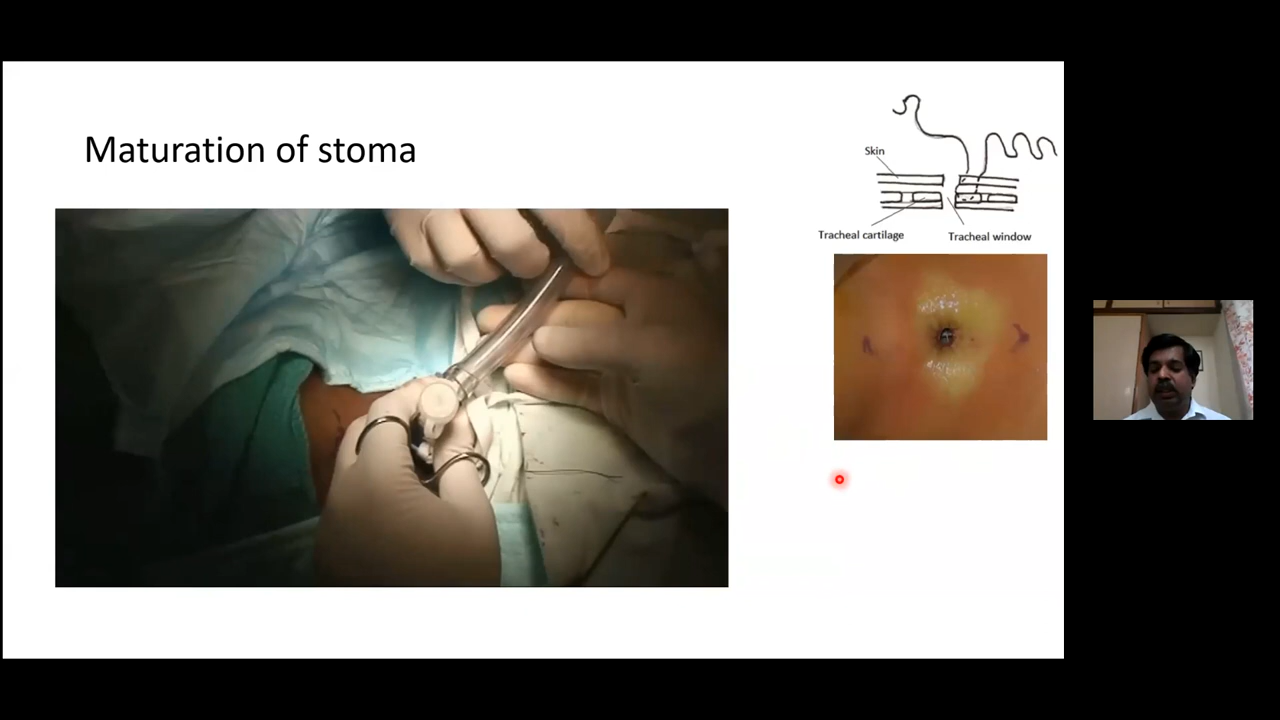 Maturation of stoma
Skin
Tracheal cartilage
Tracheal window